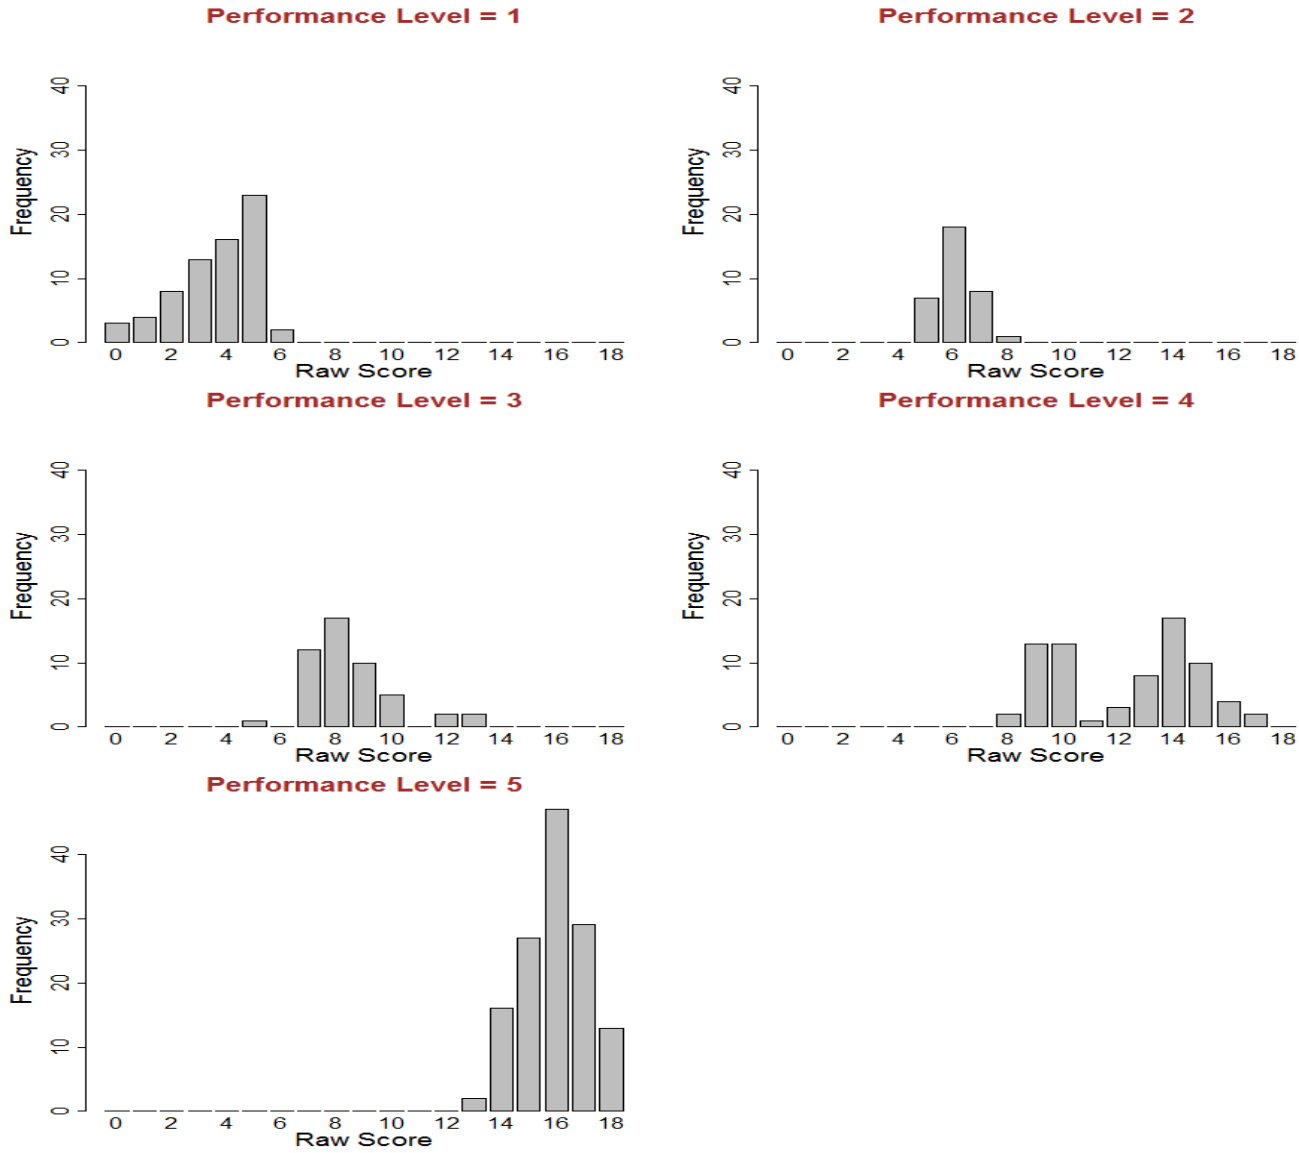 Performance Level = 1
Frequency
40
30
20
10
0
0 2 4 6 8 10 12 14 16 18
Raw Score
Performance Level = 2
Frequency
40
30
20
10
0
0 2 4 6 8 10 12 14 16 18
Raw Score
Performance Level = 3
Frequency
40
30
20
10
0
0 2 4 6 8 10 12 14 16 18
Raw Score
Performance Level = 4
Frequency
40
30
20
10
0
0 2 4 6 8 10 12 14 16 18
Raw Score
Performance Level = 5
Frequency
40
30
20
10
0
0 2 4 6 8 10 12 14 16 18
Raw Score